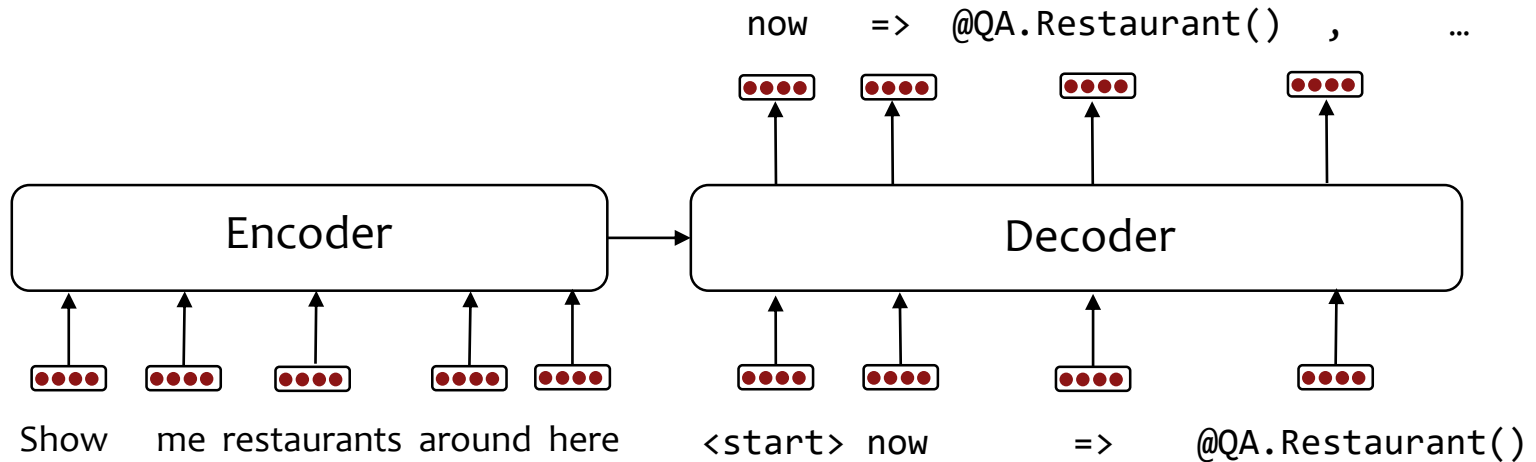 now => @QA.Restaurant() , …
Encoder
Decoder
Show me restaurants around here
<start> now => @QA.Restaurant()